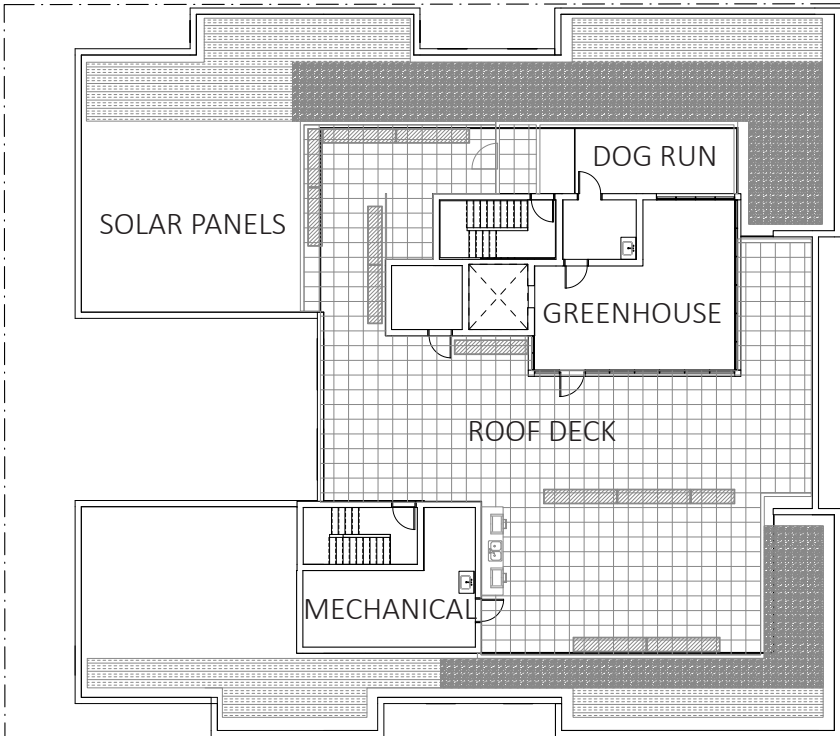 DOG RUN
SOLAR PANELS
GREENHOUSE
ROOF DECK
MECHANICAL